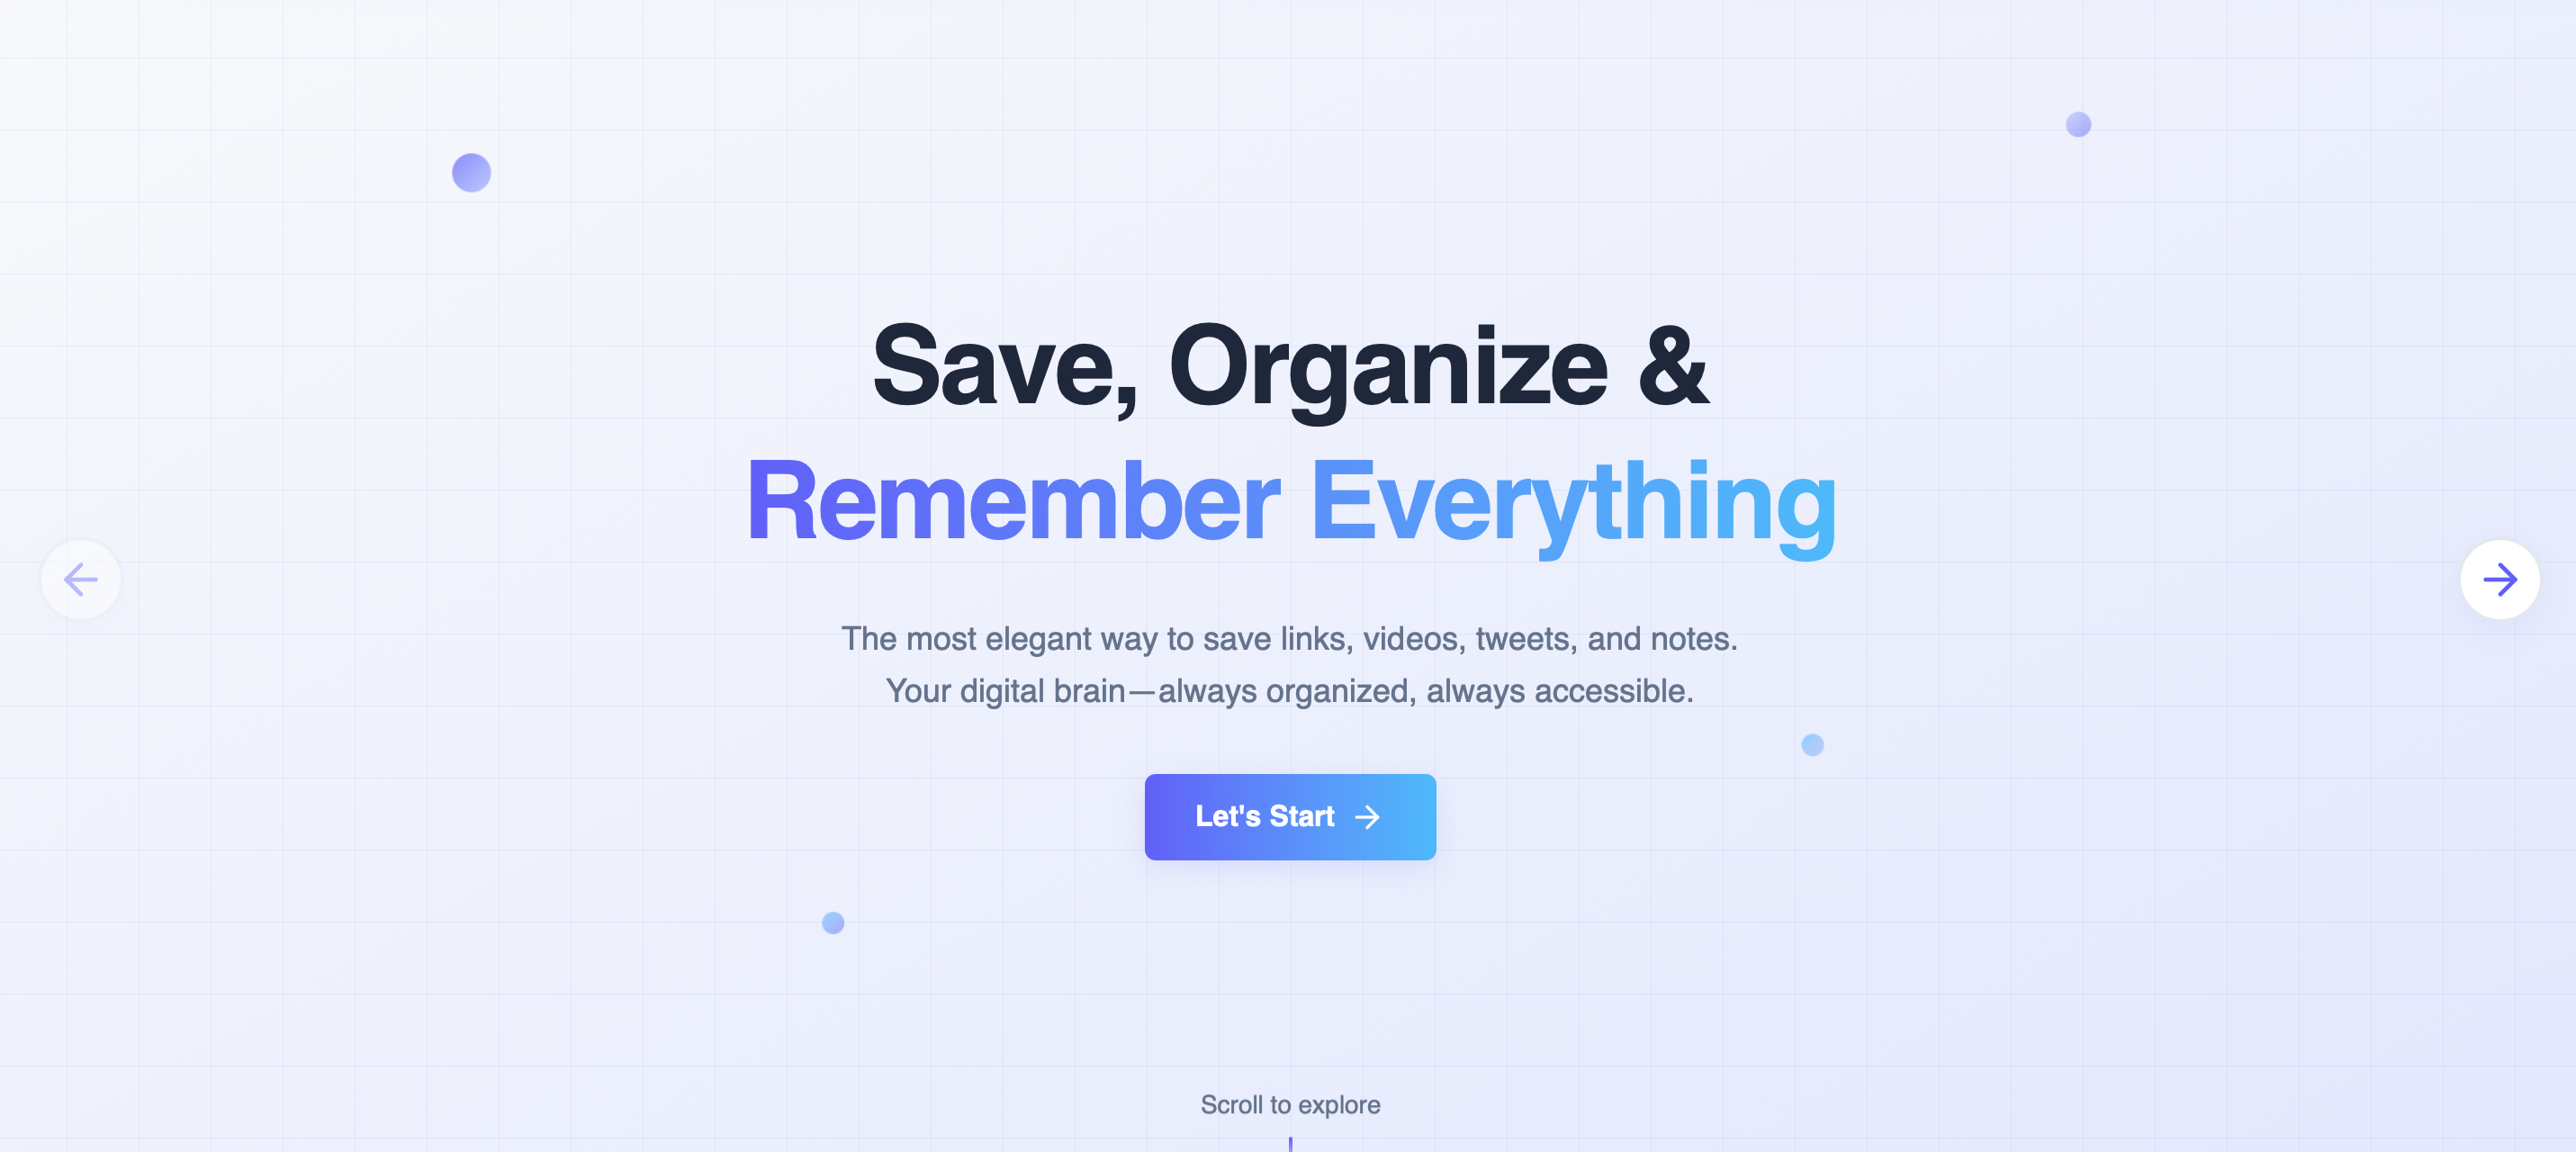 Save, Organize &
Remember Everything
The most elegant way to save links, videos, tweets, and notes.
Your digital brain—always organized, always accessible.
Let's Start
Scroll to explore